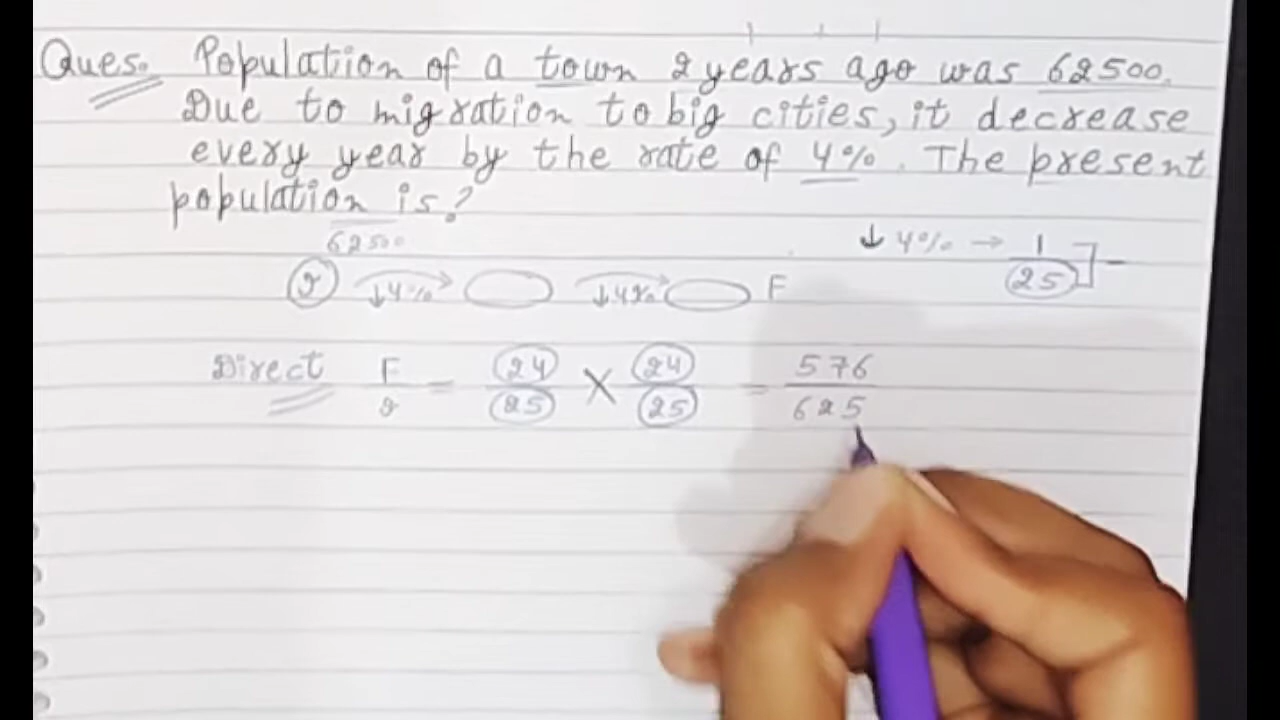 Ques. Population of a town 2 years ago was 62500.
Due to migration to big cities, it decrease
every year by the rate of 4%. The present
population is?
62500
↓ 4% → 1/25
↓4% ↓4% F
Direct F/I = 24/25 X 24/25 = 576/625